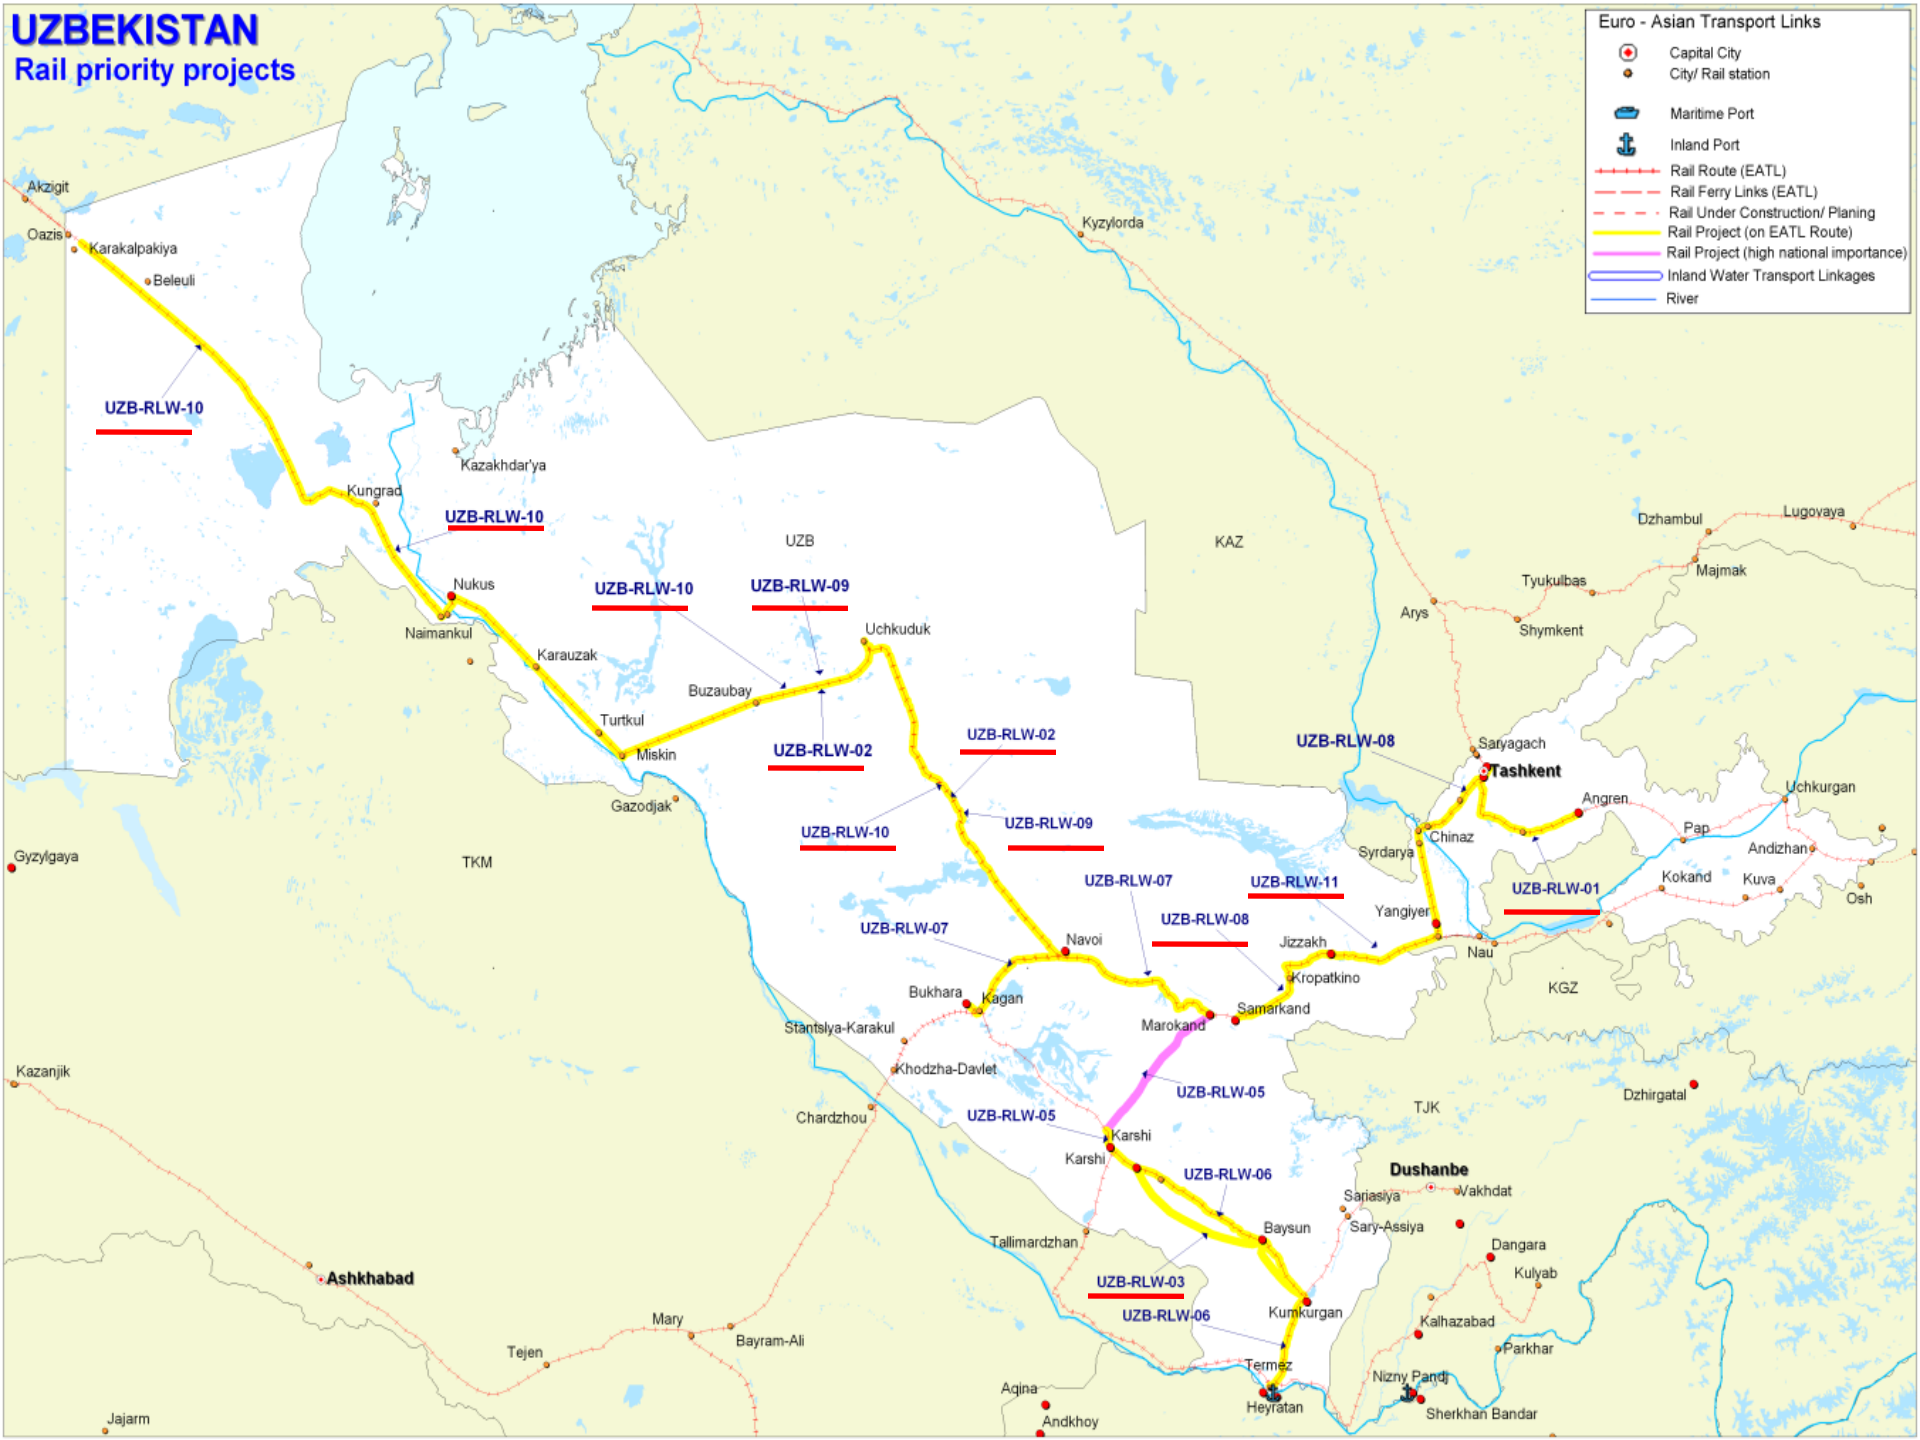 UZBEKISTAN
Rail priority projects
Euro - Asian Transport Links
Capital City
City/ Rail station
Maritime Port
Inland Port
Rail Route (EATL)
Rail Ferry Links (EATL)
Rail Under Construction/ Planing
Rail Project (on EATL Route)
Rail Project (high national importance)
Inland Water Transport Linkages
River
Akzigit
Oazis
Karakalpakiya
Beleuli
Kyzylorda
UZB-RLW-10
Kazakhdar'ya
Kungrad
UZB-RLW-10
UZB
KAZ
Dzhambul
Lugovaya
Majmak
Tyukulbas
Arys
Shymkent
Nukus
UZB-RLW-10
UZB-RLW-09
Naimankul
Uchkuduk
Karauzak
Buzaubay
Turtkul
Miskin
UZB-RLW-02
UZB-RLW-02
UZB-RLW-08
Saryagach
Tashkent
Gazodjak
Angren
Uchkurgan
UZB-RLW-10
UZB-RLW-09
Chinaz
Pap
Syrdarya
Andizhan
Gyzylgaya
TKM
UZB-RLW-07
UZB-RLW-11
UZB-RLW-01
Kokand
Kuva
Osh
UZB-RLW-07
UZB-RLW-08
Yangiyer
Navoi
Jizzakh
Nau
Kropatkino
KGZ
Bukhara
Kagan
Samarkand
Marokand
Stantslya-Karakul
Khodzha-Davlet
Kazanjik
UZB-RLW-05
Dzhirgatal
Chardzhou
UZB-RLW-05
TJK
Karshi
Karshi
Dushanbe
UZB-RLW-06
Vakhdat
Sariasiya
Sary-Assiya
Baysun
Tallimardzhan
Dangara
Ashkhabad
UZB-RLW-03
Kulyab
UZB-RLW-06
Kumkurgan
Mary
Bayram-Ali
Kalhazabad
Tejen
Parkhar
Termez
Nizny Pandj
Aqina
Heyratan
Sherkhan Bandar
Jajarm
Andkhoy